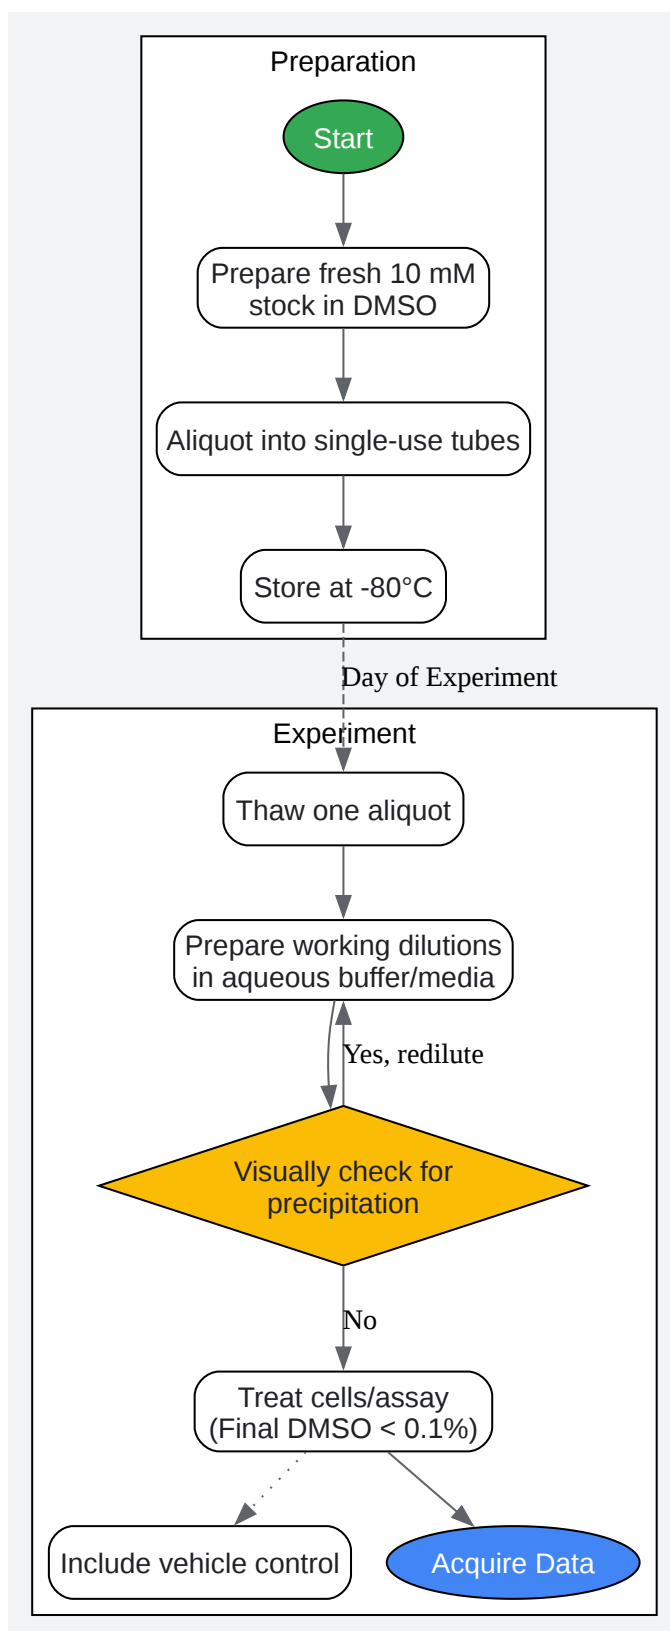 Preparation
Start
Prepare fresh 10 mM
stock in DMSO
Aliquot into single-use tubes
Store at -80°C
Day of Experiment
Experiment
Thaw one aliquot
Prepare working dilutions
in aqueous buffer/media
Yes, redilute
Visually check for
precipitation
No
Treat cells/assay
(Final DMSO < 0.1%)
Include vehicle control
Acquire Data